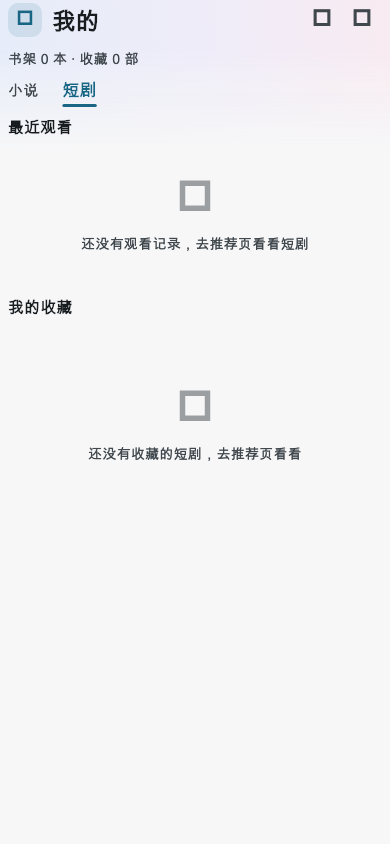 我的
书架 0 本 · 收藏 0 部
小说 短剧
最近观看
还没有观看记录，去推荐页看看短剧
我的收藏
还没有收藏的短剧，去推荐页看看